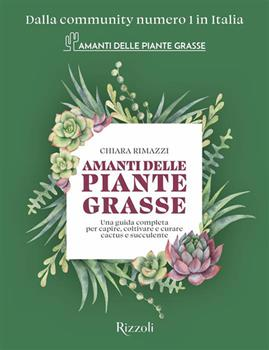 Dalla community numero 1 in Italia
AMANTI DELLE PIANTE GRASSE
CHIARA RIMAZZI
AMANTI DELLE
PIANTE
GRASSE
Una guida completa
per capire, coltivare e curare
cactus e succulente
Rizzoli